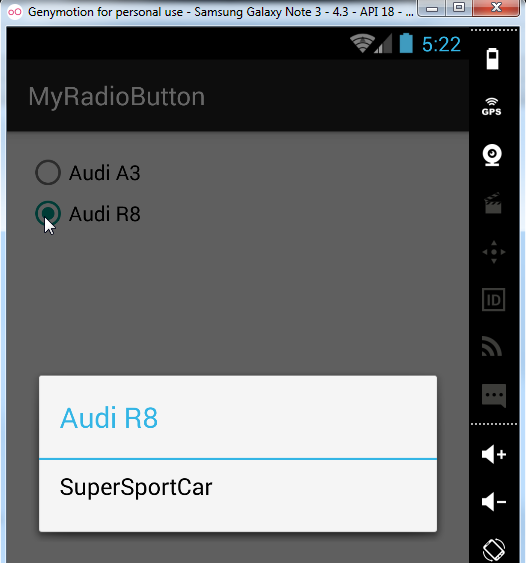 Genymotion for personal use - Samsung Galaxy Note 3 - 4.3 - API 18 - ...
5:22
MyRadioButton
GPS
Audi A3
Audi R8
ID
Audi R8
SuperSportCar